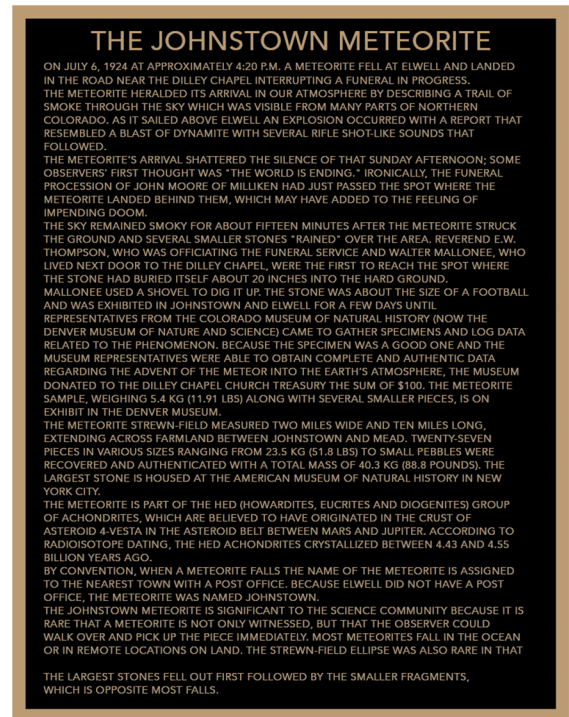 THE JOHNSTOWN METEORITE
ON JULY 6, 1924 AT APPROXIMATELY 4:20 P.M. A METEORITE FELL AT ELWELL AND LANDED
IN THE ROAD NEAR THE DILLEY CHAPEL INTERRUPTING A FUNERAL IN PROGRESS.
THE METEORITE HERALDED ITS ARRIVAL IN OUR ATMOSPHERE BY DESCRIBING A TRAIL OF
SMOKE THROUGH THE SKY WHICH WAS VISIBLE FROM MANY PARTS OF NORTHERN
COLORADO. AS IT SAILED ABOVE ELWELL AN EXPLOSION OCCURRED WITH A REPORT THAT
RESEMBLED A BLAST OF DYNAMITE WITH SEVERAL RIFLE SHOT-LIKE SOUNDS THAT
FOLLOWED.
THE METEORITE'S ARRIVAL SHATTERED THE SILENCE OF THAT SUNDAY AFTERNOON; SOME
OBSERVERS' FIRST THOUGHT WAS "THE WORLD IS ENDING." IRONICALLY, THE FUNERAL
PROCESSION OF JOHN MOORE OF MILLIKEN HAD JUST PASSED THE SPOT WHERE THE
METEORITE LANDED BEHIND THEM, WHICH MAY HAVE ADDED TO THE FEELING OF
IMPENDING DOOM.
THE SKY REMAINED SMOKY FOR ABOUT FIFTEEN MINUTES AFTER THE METEORITE STRUCK
THE GROUND AND SEVERAL SMALLER STONES "RAINED" OVER THE AREA. REVEREND E.W.
THOMPSON, WHO WAS OFFICIATING THE FUNERAL SERVICE AND WALTER MALLONEE, WHO
LIVED NEXT DOOR TO THE DILLEY CHAPEL, WERE THE FIRST TO REACH THE SPOT WHERE
THE STONE HAD BURIED ITSELF ABOUT 20 INCHES INTO THE HARD GROUND.
MALLONEE USED A SHOVEL TO DIG IT UP. THE STONE WAS ABOUT THE SIZE OF A FOOTBALL
AND WAS EXHIBITED IN JOHNSTOWN AND ELWELL FOR A FEW DAYS UNTIL
REPRESENTATIVES FROM THE COLORADO MUSEUM OF NATURAL HISTORY (NOW THE
DENVER MUSEUM OF NATURE AND SCIENCE) CAME TO GATHER SPECIMENS AND LOG DATA
RELATED TO THE PHENOMENON. BECAUSE THE SPECIMEN WAS A GOOD ONE AND THE
MUSEUM REPRESENTATIVES WERE ABLE TO OBTAIN COMPLETE AND AUTHENTIC DATA
REGARDING THE ADVENT OF THE METEOR INTO THE EARTH'S ATMOSPHERE, THE MUSEUM
DONATED TO THE DILLEY CHAPEL CHURCH TREASURY THE SUM OF $100. THE METEORITE
SAMPLE, WEIGHING 5.4 KG (11.91 LBS) ALONG WITH SEVERAL SMALLER PIECES, IS ON
EXHIBIT IN THE DENVER MUSEUM.
THE METEORITE STREWN-FIELD MEASURED TWO MILES WIDE AND TEN MILES LONG,
EXTENDING ACROSS FARMLAND BETWEEN JOHNSTOWN AND MEAD. TWENTY-SEVEN
PIECES IN VARIOUS SIZES RANGING FROM 23.5 KG (51.8 LBS) TO SMALL PEBBLES WERE
RECOVERED AND AUTHENTICATED WITH A TOTAL MASS OF 40.3 KG (88.8 POUNDS). THE
LARGEST STONE IS HOUSED AT THE AMERICAN MUSEUM OF NATURAL HISTORY IN NEW
YORK CITY.
THE METEORITE IS PART OF THE HED (HOWARDITES, EUCRITES AND DIOGENITES) GROUP
OF ACHONDRITES, WHICH ARE BELIEVED TO HAVE ORIGINATED IN THE CRUST OF
ASTEROID 4-VESTA IN THE ASTEROID BELT BETWEEN MARS AND JUPITER. ACCORDING TO
RADIOISOTOPE DATING, THE HED ACHONDRITES CRYSTALLIZED BETWEEN 4.43 AND 4.55
BILLION YEARS AGO.
BY CONVENTION, WHEN A METEORITE FALLS THE NAME OF THE METEORITE IS ASSIGNED
TO THE NEAREST TOWN WITH A POST OFFICE. BECAUSE ELWELL DID NOT HAVE A POST
OFFICE, THE METEORITE WAS NAMED JOHNSTOWN.
THE JOHNSTOWN METEORITE IS SIGNIFICANT TO THE SCIENCE COMMUNITY BECAUSE IT IS
RARE THAT A METEORITE IS NOT ONLY WITNESSED, BUT THAT THE OBSERVER COULD
WALK OVER AND PICK UP THE PIECE IMMEDIATELY. MOST METEORITES FALL IN THE OCEAN
OR IN REMOTE LOCATIONS ON LAND. THE STREWN-FIELD ELLIPSE WAS ALSO RARE IN THAT
THE LARGEST STONES FELL OUT FIRST FOLLOWED BY THE SMALLER FRAGMENTS,
WHICH IS OPPOSITE MOST FALLS.